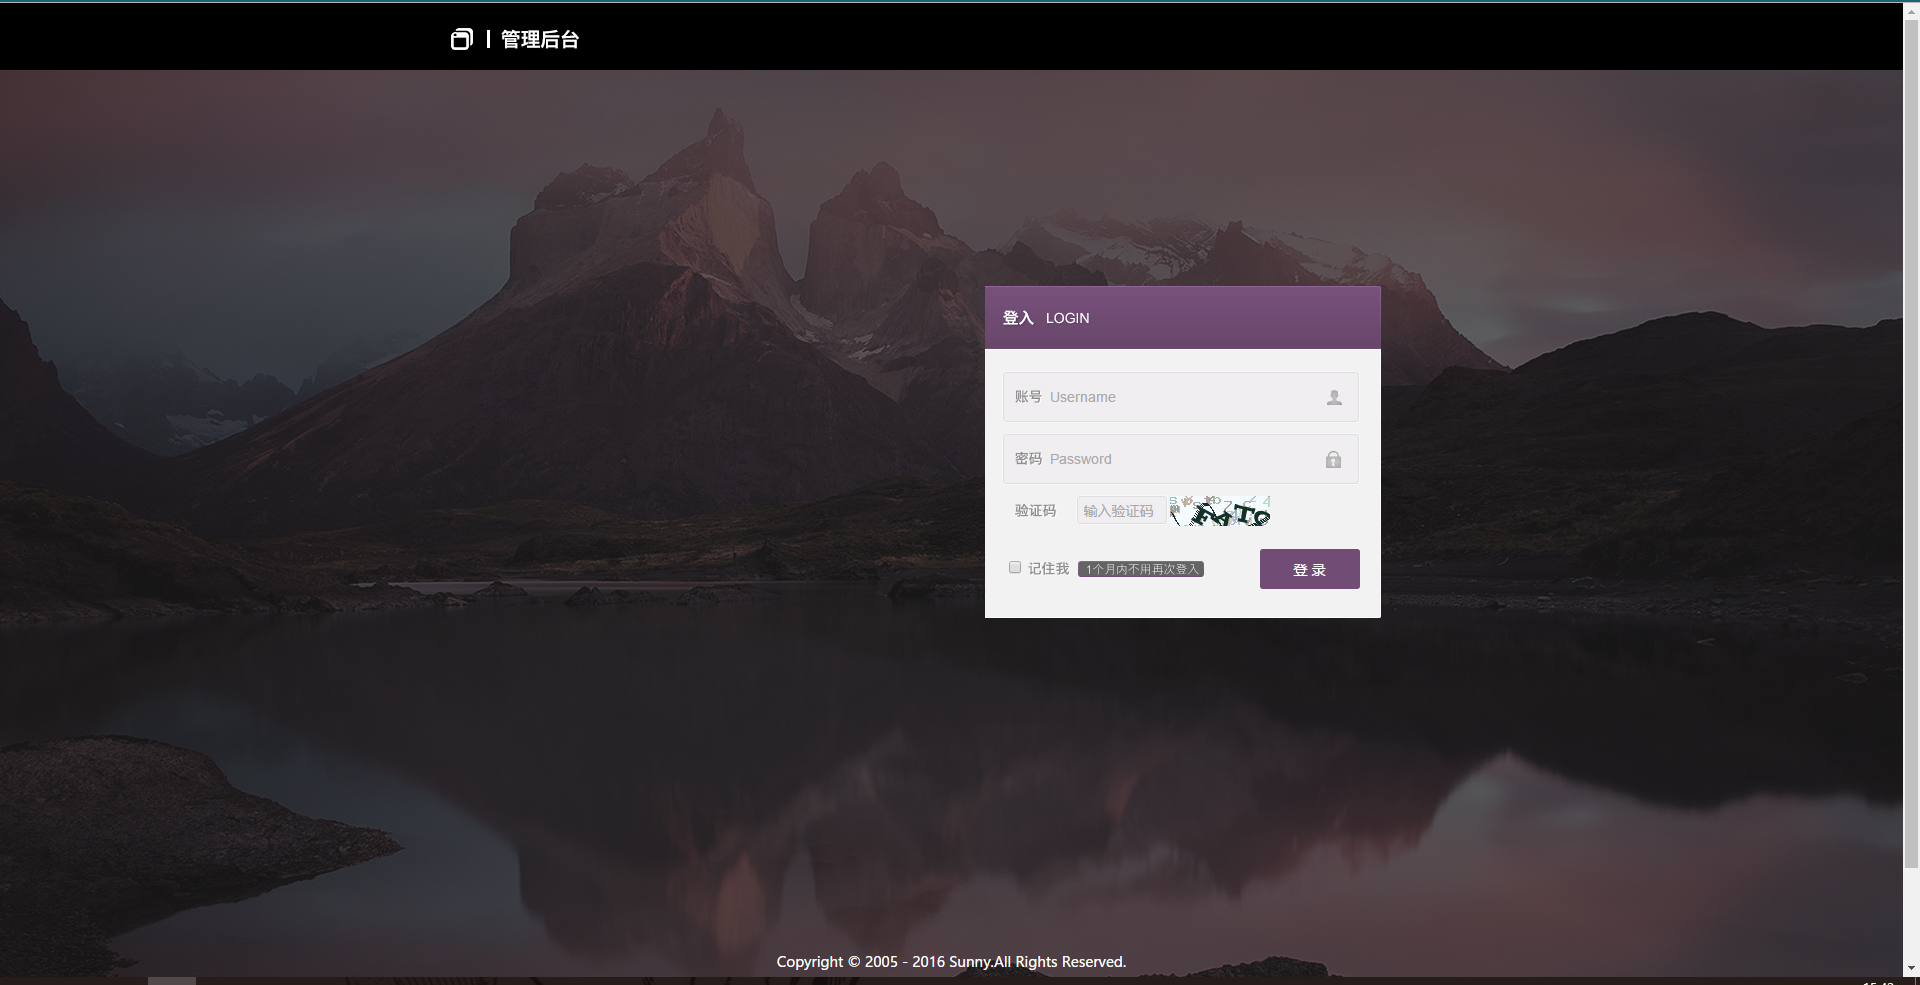 管理后台
登入 LOGIN
账号 Username
密码 Password
验证码 输入验证码
记住我 1个月内不用再次登入 登 录
Copyright © 2005 - 2016 Sunny.All Rights Reserved.